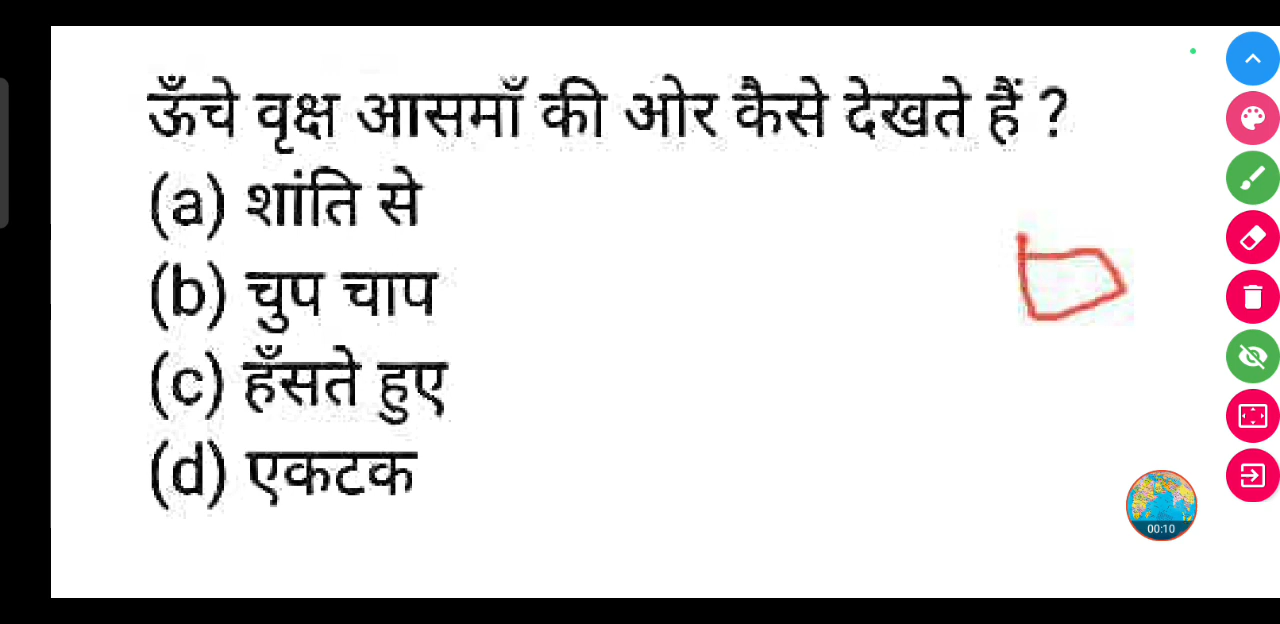 ऊँचे वृक्ष आसमाँ की ओर कैसे देखते हैं ?
(a) शांति से
(b) चुप चाप
(c) हँसते हुए
(d) एकटक
00:10